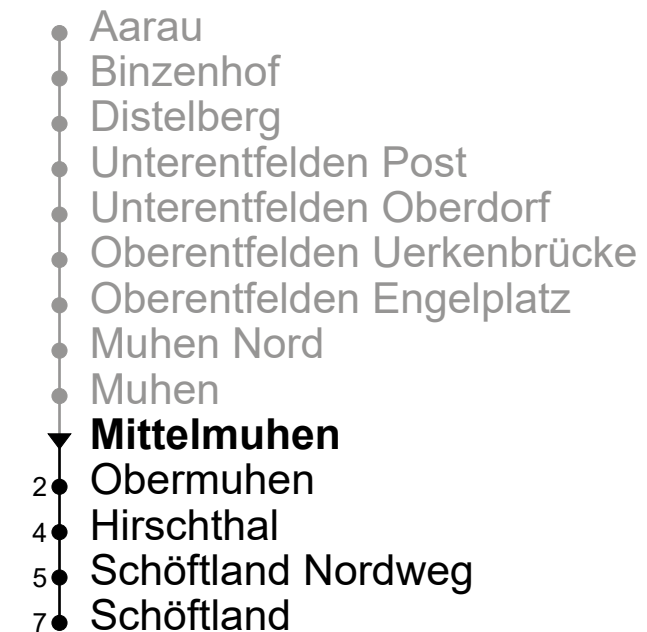 Aarau
Binzenhof
Distelberg
Unterentfelden Post
Unterentfelden Oberdorf
Oberentfelden Uerkenbrücke
Oberentfelden Engelplatz
Muhen Nord
Muhen
Mittelmuhen
2 Obermuhen
4 Hirschthal
5 Schöftland Nordweg
7 Schöftland